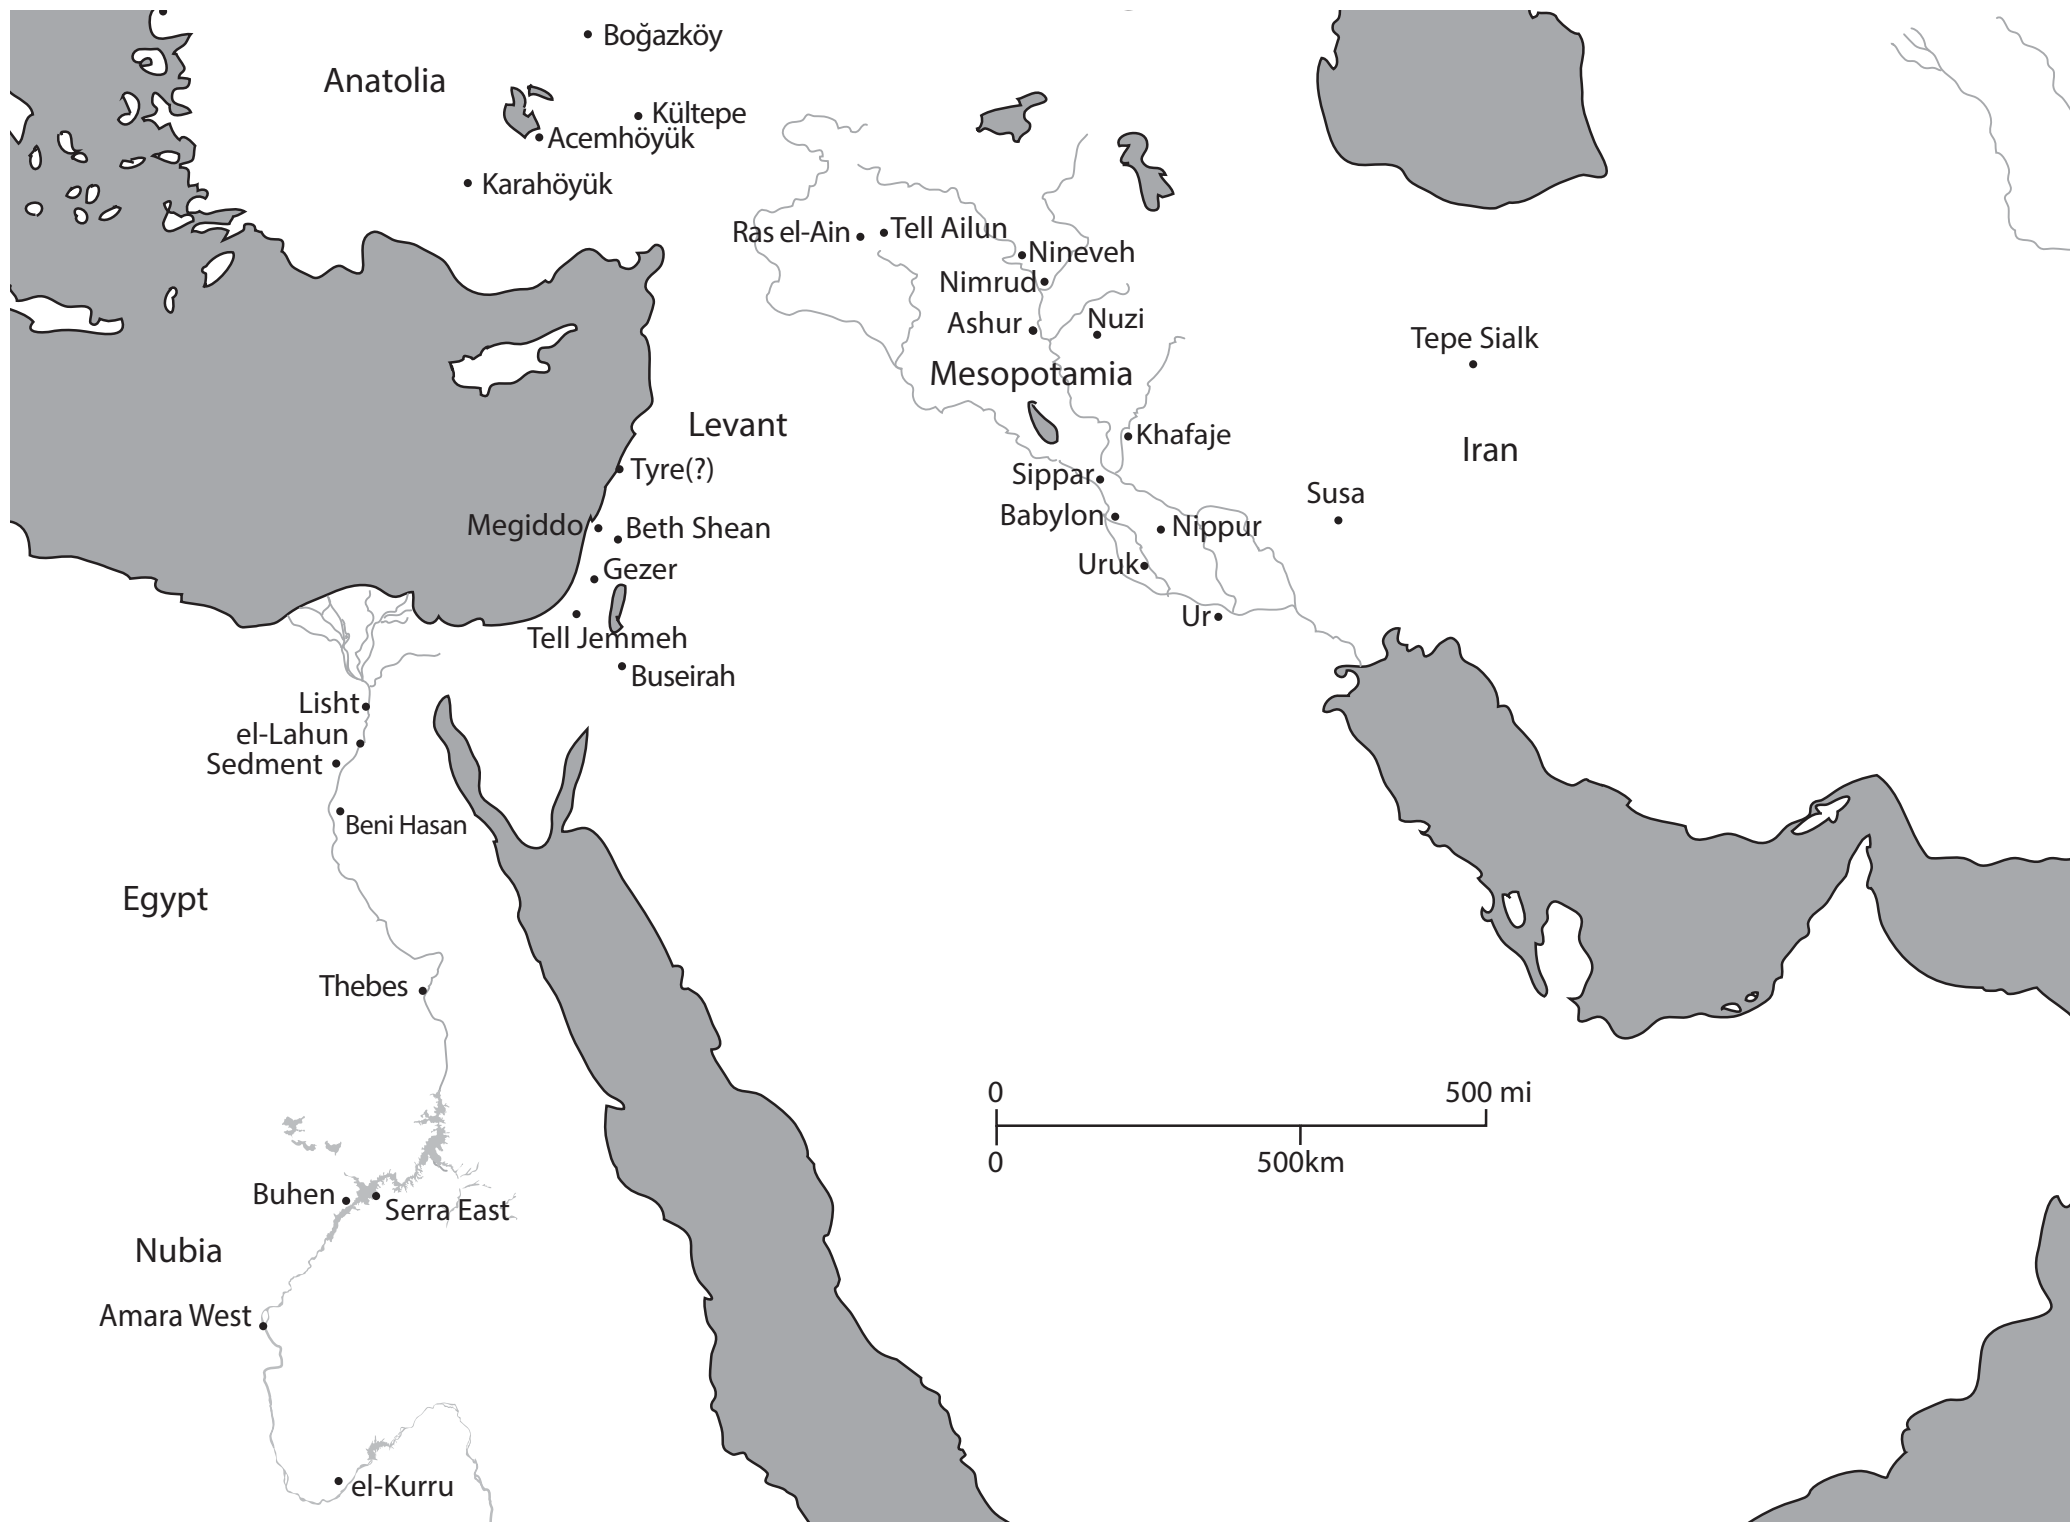 Boğazköy
Anatolia
Kültepe
Acemhöyük
Karahöyük
Ras el-Ain
Tell Ailun
Nineveh
Nimrud
Ashur
Nuzi
Mesopotamia
Tepe Sialk
Levant
Khafaje
Iran
Tyre(?)
Sippar
Susa
Megiddo
Beth Shean
Babylon
Nippur
Gezer
Uruk
Ur
Tell Jemmeh
Buseirah
Lisht
el-Lahun
Sedment
Beni Hasan
Egypt
Thebes
0
500 mi
0
500km
Buhen
Serra East
Nubia
Amara West
el-Kurru